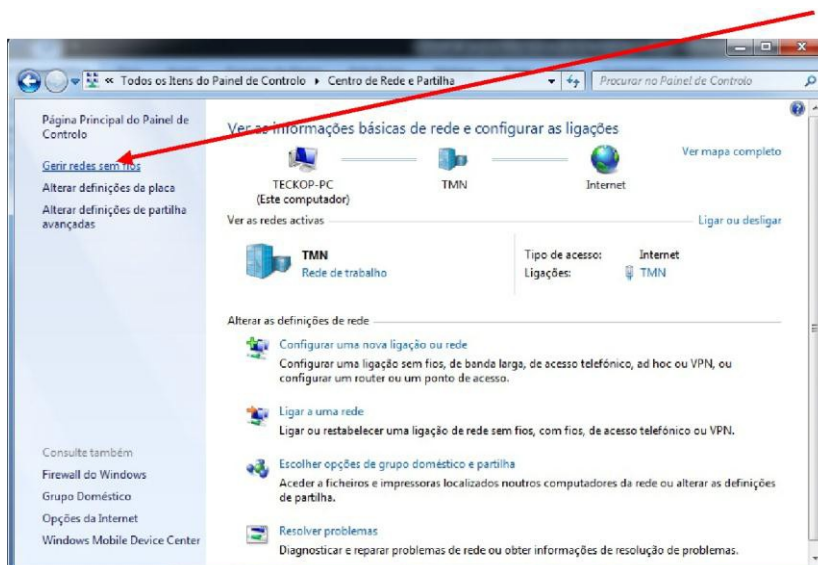 « Todos os Itens do Painel de Controlo ▸ Centro de Rede e Partilha
Procurar no Painel de Controlo
Página Principal do Painel de
Controlo
Gerir redes sem fios
Alterar definições da placa
Alterar definições de partilha
avançadas
Consulte também
Firewall do Windows
Grupo Doméstico
Opções da Internet
Windows Mobile Device Center
Ver as informações básicas de rede e configurar as ligações
Ver mapa completo
TECKOP-PC
(Este computador)
TMN
Internet
Ver as redes activas
Ligar ou desligar
TMN
Rede de trabalho
Tipo de acesso: Internet
Ligações: TMN
Alterar as definições de rede
Configurar uma nova ligação ou rede
Configurar uma ligação sem fios, de banda larga, de acesso telefónico, ad hoc ou VPN, ou
configurar um router ou um ponto de acesso.
Ligar a uma rede
Ligar ou restabelecer uma ligação de rede sem fios, com fios, de acesso telefónico ou VPN.
Escolher opções de grupo doméstico e partilha
Aceder a ficheiros e impressoras localizados noutros computadores da rede ou alterar as definições
de partilha.
Resolver problemas
Diagnosticar e reparar problemas de rede ou obter informações de resolução de problemas.